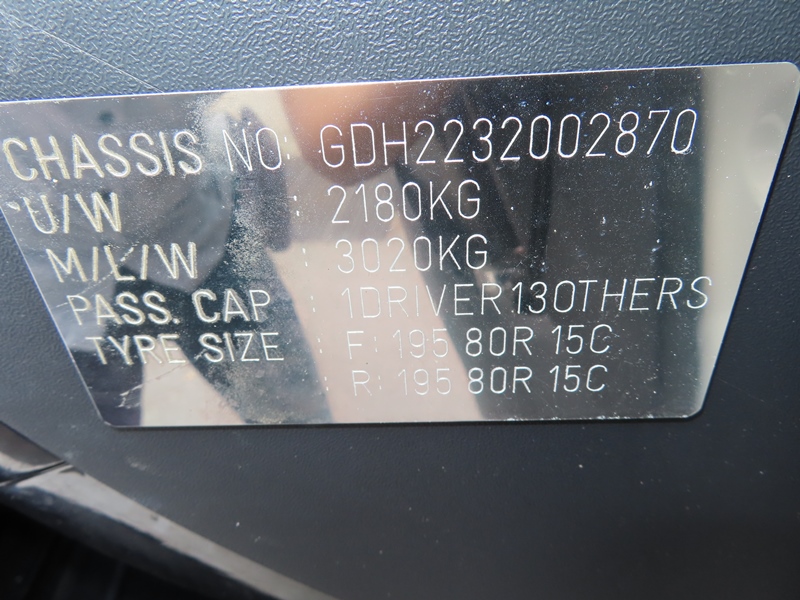 CHASSIS NO: GDH2232002870
U/W : 2180KG
M/L/W : 3020KG
PASS. CAP : 1DRIVER13OTHERS
TYRE SIZE : F: 195 80R 15C
R: 195 80R 15C